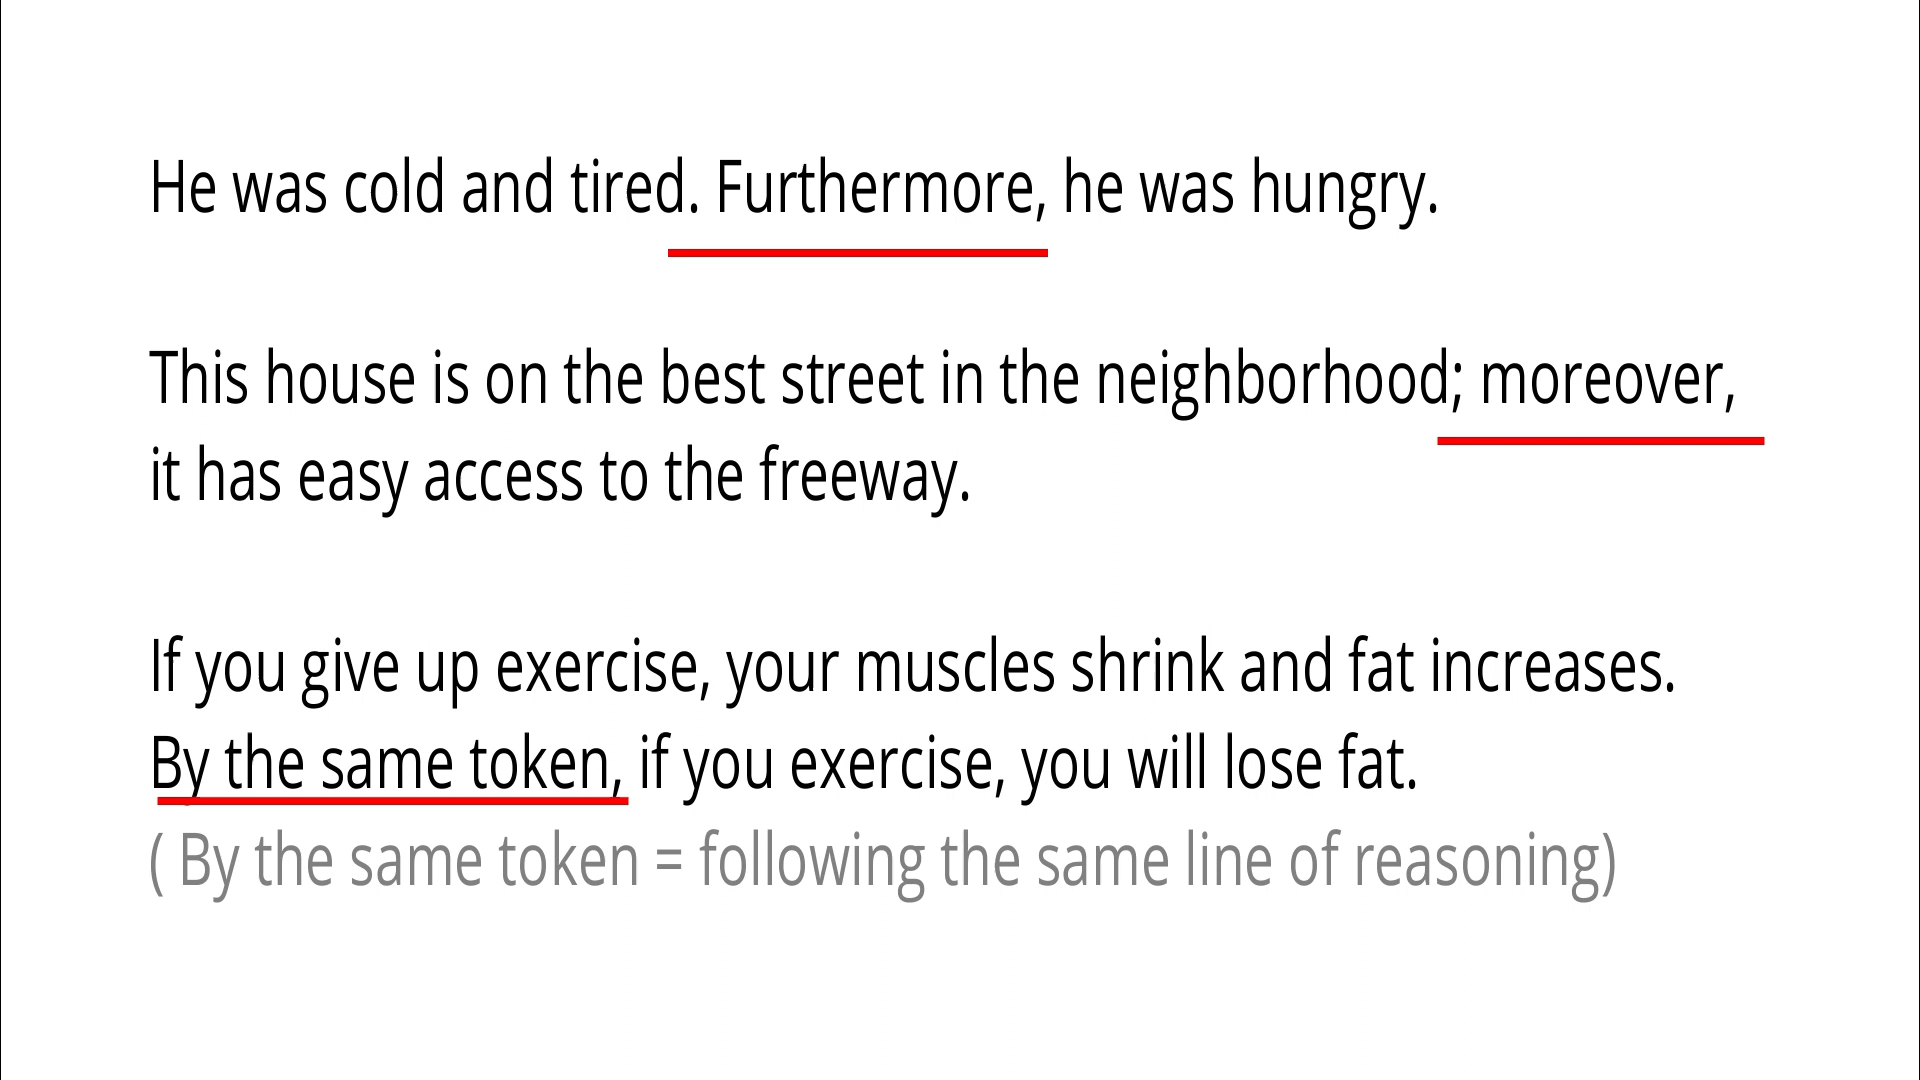 He was cold and tired. Furthermore, he was hungry.
This house is on the best street in the neighborhood; moreover,
it has easy access to the freeway.
If you give up exercise, your muscles shrink and fat increases.
By the same token, if you exercise, you will lose fat.
( By the same token = following the same line of reasoning)